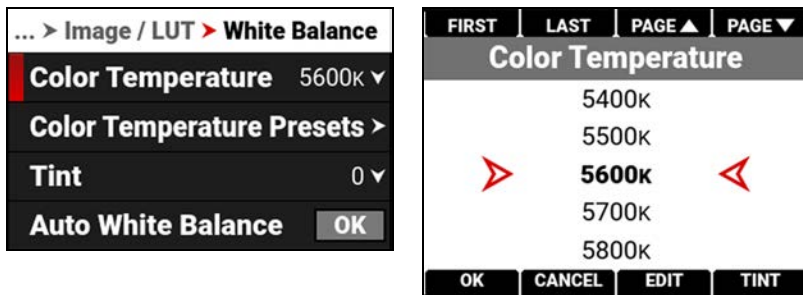 ... > Image / LUT > White Balance
Color Temperature 5600K
Color Temperature Presets >
Tint 0
Auto White Balance OK
FIRST LAST PAGE▲ PAGE▼
Color Temperature
5400K
5500K
5600K
5700K
5800K
OK CANCEL EDIT TINT